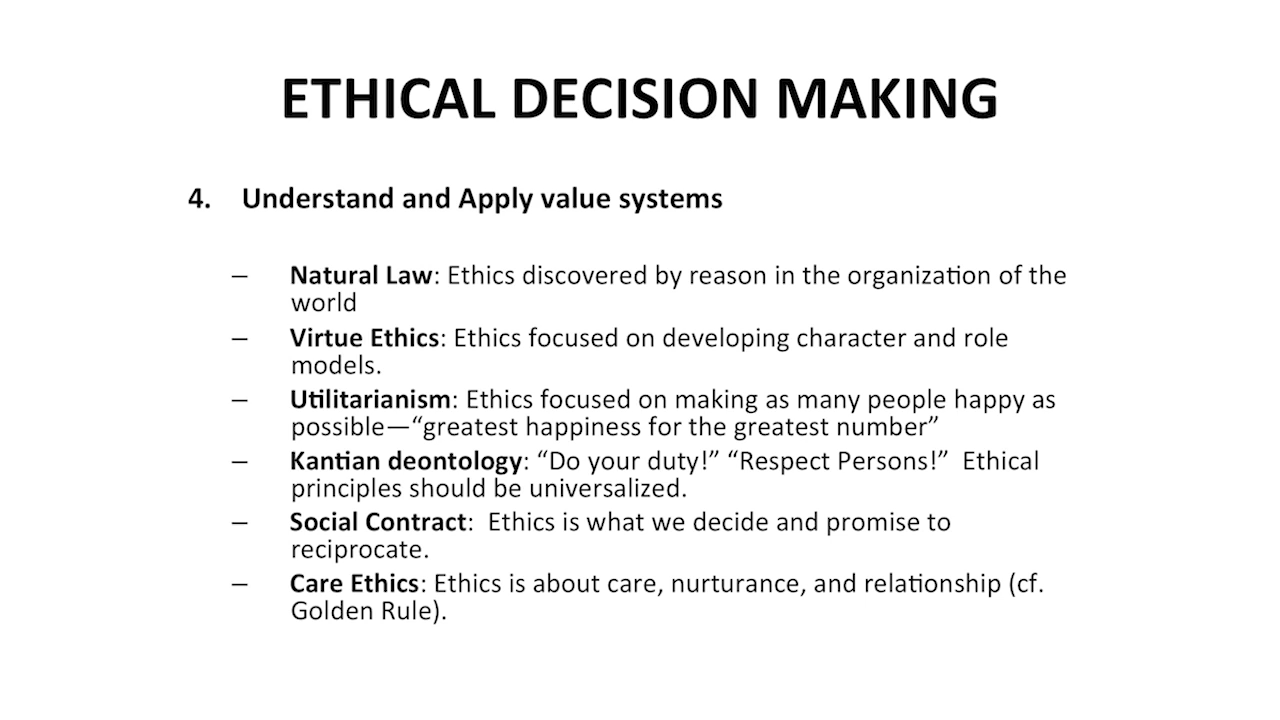 ETHICAL DECISION MAKING
4. Understand and Apply value systems
– Natural Law: Ethics discovered by reason in the organization of the
world
– Virtue Ethics: Ethics focused on developing character and role
models.
– Utilitarianism: Ethics focused on making as many people happy as
possible—“greatest happiness for the greatest number”
– Kantian deontology: “Do your duty!” “Respect Persons!”  Ethical
principles should be universalized.
– Social Contract:  Ethics is what we decide and promise to
reciprocate.
– Care Ethics: Ethics is about care, nurturance, and relationship (cf.
Golden Rule).